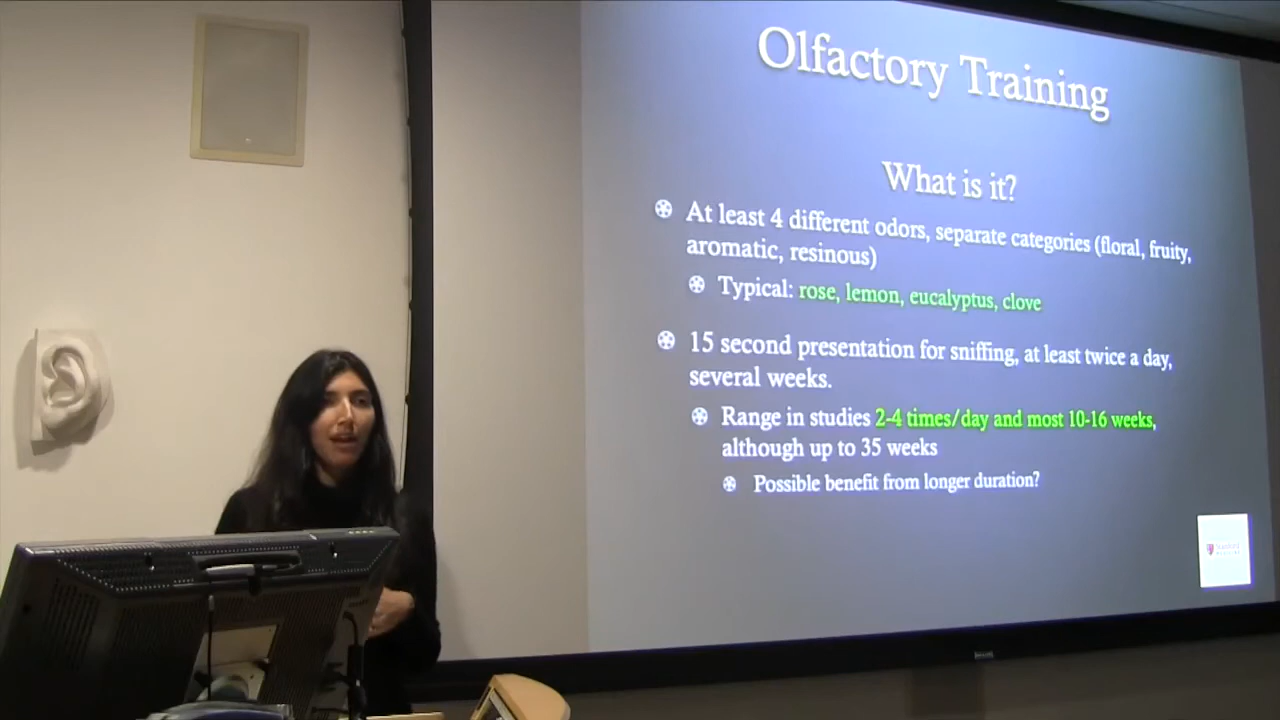 Olfactory Training
What is it?
At least 4 different odors, separate categories (floral, fruity,
aromatic, resinous)
Typical: rose, lemon, eucalyptus, clove
15 second presentation for sniffing, at least twice a day,
several weeks.
Range in studies 2-4 times/day and most 10-16 weeks,
although up to 35 weeks
Possible benefit from longer duration?